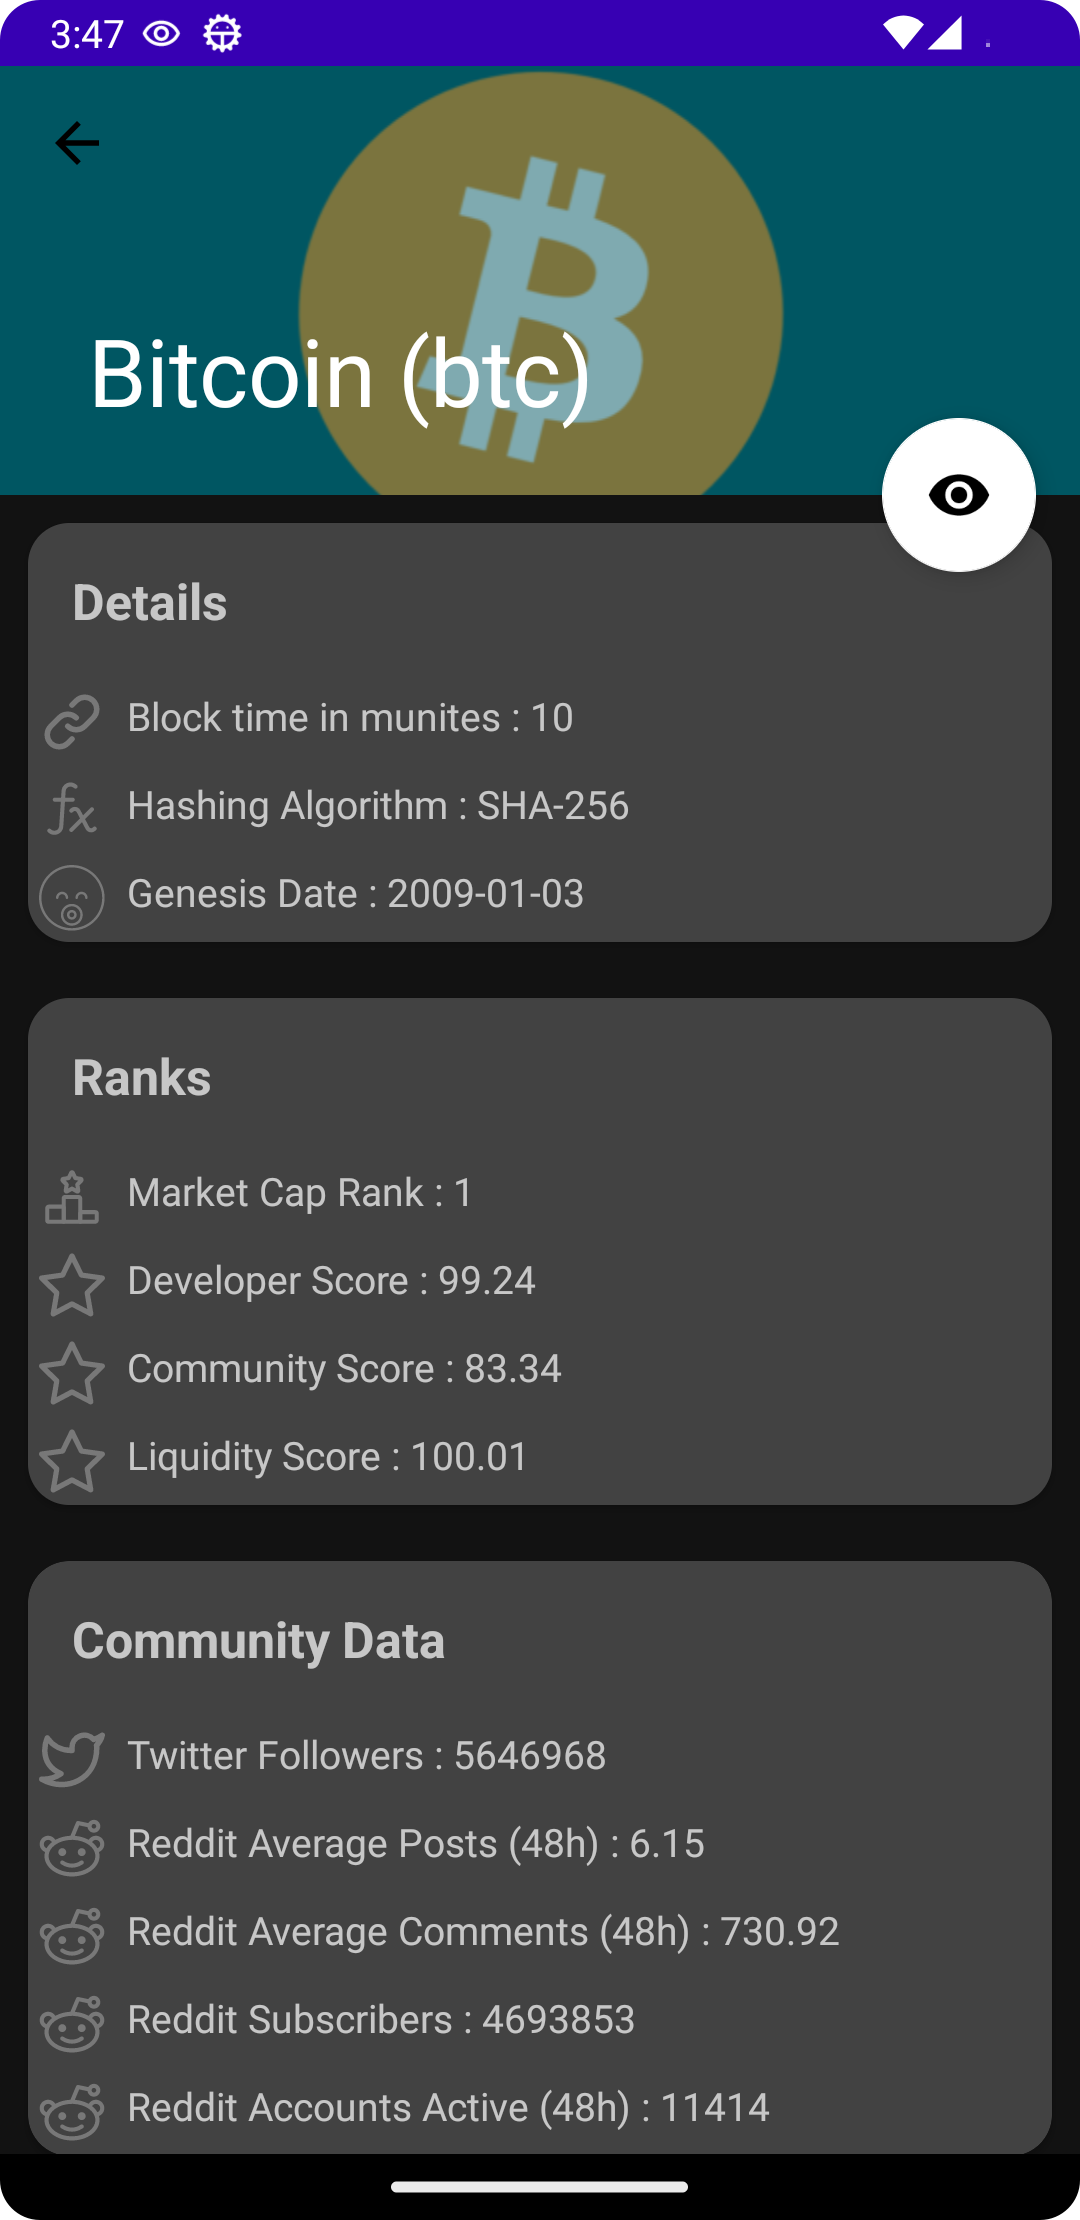 3:47
Bitcoin (btc)
Details
Block time in munites : 10
Hashing Algorithm : SHA-256
Genesis Date : 2009-01-03
Ranks
Market Cap Rank : 1
Developer Score : 99.24
Community Score : 83.34
Liquidity Score : 100.01
Community Data
Twitter Followers : 5646968
Reddit Average Posts (48h) : 6.15
Reddit Average Comments (48h) : 730.92
Reddit Subscribers : 4693853
Reddit Accounts Active (48h) : 11414